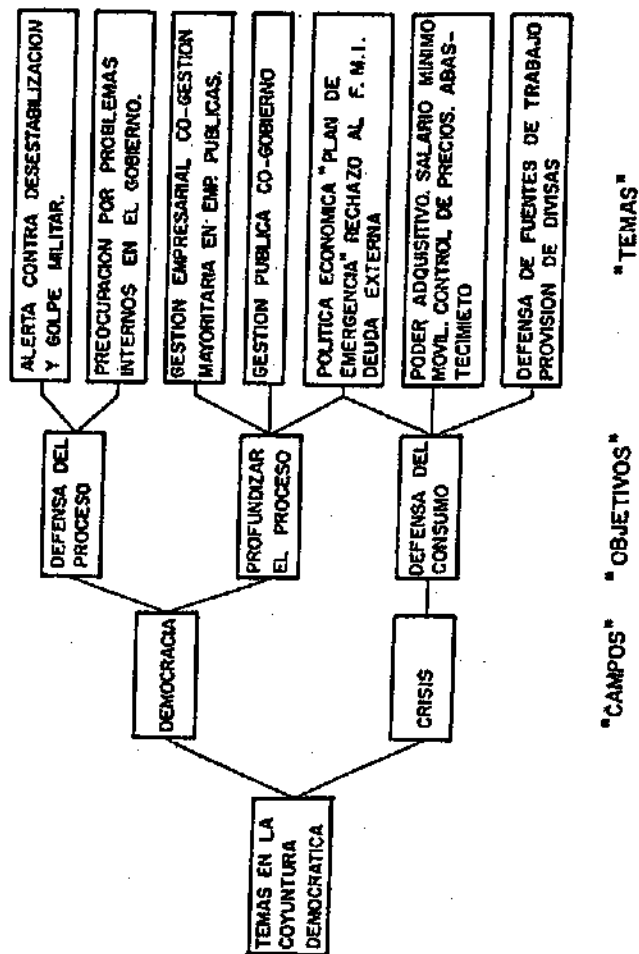 TEMAS EN LA
COYUNTURA
DEMOCRATICA
DEMOCRACIA
CRISIS
DEFENSA DEL
PROCESO
PROFUNDIZAR
EL PROCESO
DEFENSA DEL
CONSUMO
ALERTA CONTRA DESESTABILIZACION
Y GOLPE MILITAR.
PREOCUPACION POR PROBLEMAS
INTERNOS EN EL GOBIERNO.
GESTION EMPRESARIAL CO-GESTION
MAYORITARIA EN EMP. PUBLICAS.
GESTION PUBLICA CO-GOBIERNO
POLITICA ECONOMICA "PLAN DE
EMERGENCIA" RECHAZO AL F.M.I.
DEUDA EXTERNA
PODER ADQUISITIVO. SALARIO MINIMO
MOVIL. CONTROL DE PRECIOS. ABAS-
TECIMIETO
DEFENSA DE FUENTES DE TRABAJO
PROVISION DE DIVISAS
"CAMPOS" "OBJETIVOS" "TEMAS"